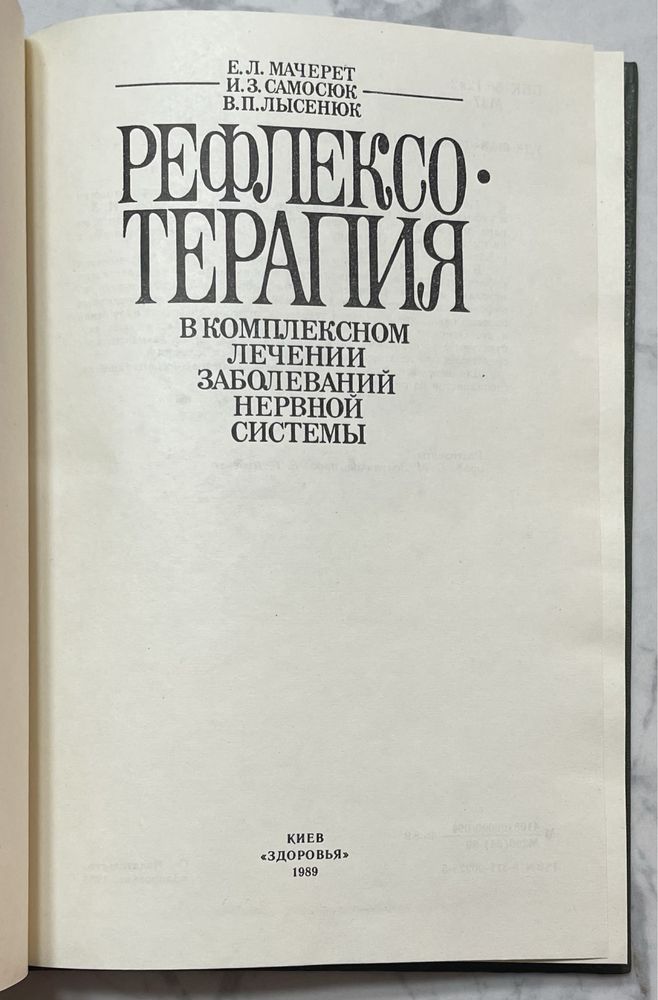 Е. Л. МАЧЕРЕТ
И. З. САМОСЮК
В. П. ЛЫСЕНЮК
РЕФЛЕКСО-
ТЕРАПИЯ
В КОМПЛЕКСНОМ
ЛЕЧЕНИИ
ЗАБОЛЕВАНИЙ
НЕРВНОЙ
СИСТЕМЫ
КИЕВ
«ЗДОРОВЬЯ»
1989